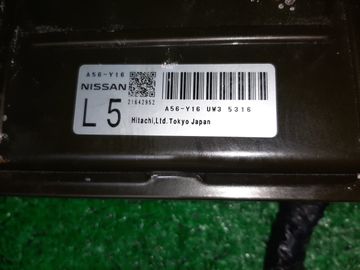 A56-Y16
NISSAN
21642952
L5
A56-Y16 UW3 5316
Hitachi,Ltd.Tokyo Japan